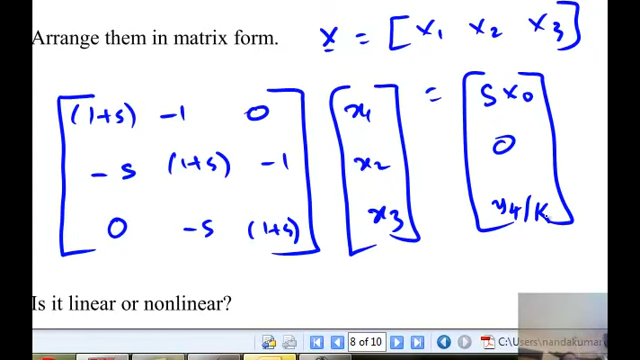 Arrange them in matrix form. x = [ x1 x2 x3 ]
[ (1+s) -1 0 ] [ x1 ] = [ S x0 ]
[ -s (1+s) -1 ] [ x2 ] [ 0 ]
[ 0 -s (1+s) ] [ x3 ] [ y4/K ]
Is it linear or nonlinear?
8 of 10 C:\Users\nandakumar